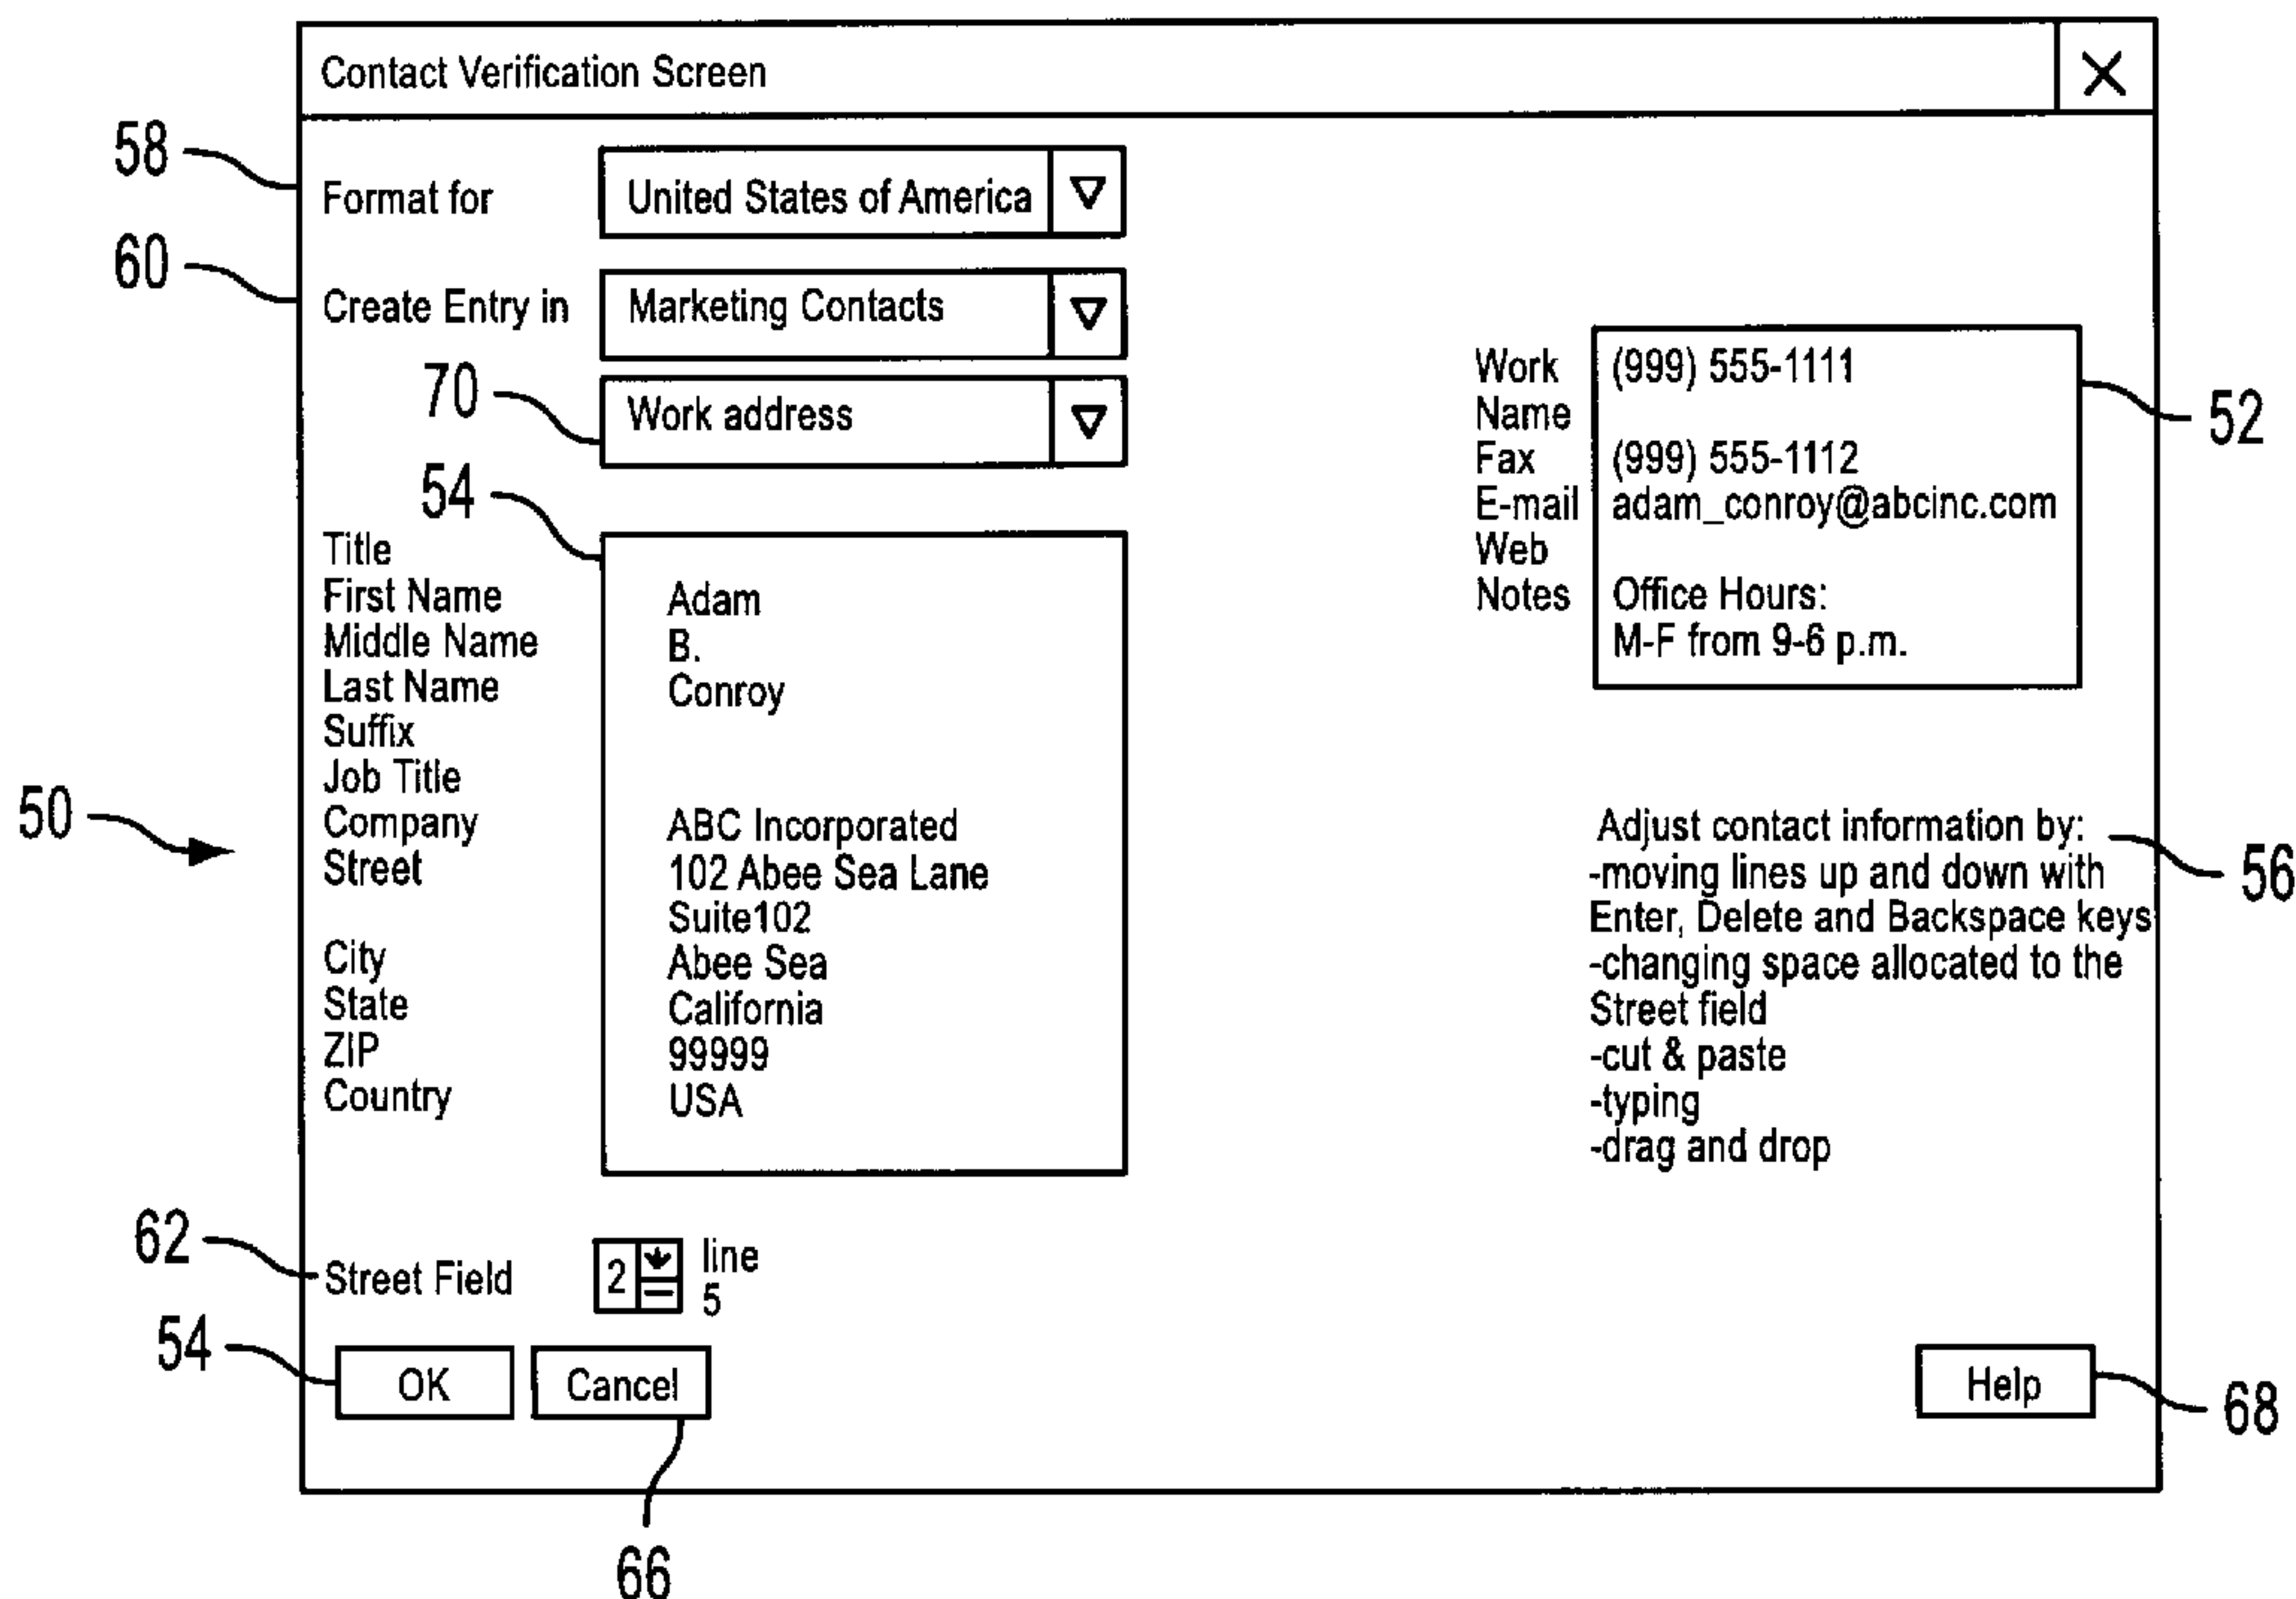 Contact Verification Screen
58
Format for United States of America
60
Create Entry in Marketing Contacts
70
Work address
54
Title
First Name Adam
Middle Name B.
Last Name Conroy
Suffix
Job Title
Company ABC Incorporated
Street 102 Abee Sea Lane
Suite102
City Abee Sea
State California
ZIP 99999
Country USA
50
62
Street Field 2 line
5
54
OK Cancel
66
Work (999) 555-1111
Name
52
Fax (999) 555-1112
E-mail adam_conroy@abcinc.com
Web
Notes Office Hours:
M-F from 9-6 p.m.
Adjust contact information by:
56
-moving lines up and down with
Enter, Delete and Backspace keys
-changing space allocated to the
Street field
-cut & paste
-typing
-drag and drop
Help
68